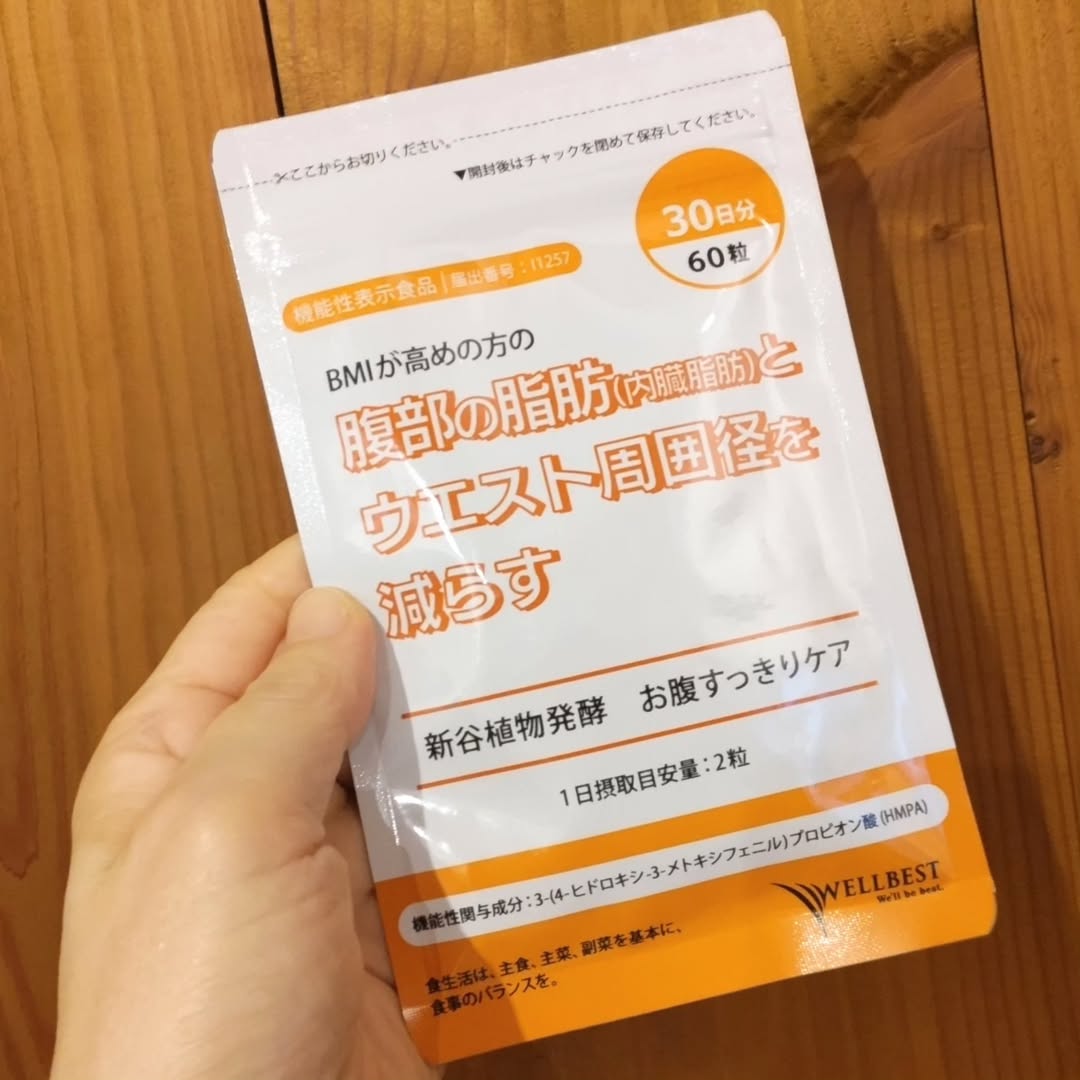 ✂ここからお切りください。
▼開封後はチャックを閉めて保存してください。
30日分
60粒
機能性表示食品|届出番号：I1257
BMIが高めの方の
腹部の脂肪(内臓脂肪)と
ウエスト周囲径を
減らす
新谷植物発酵　お腹すっきりケア
1日摂取目安量：2粒
機能性関与成分：3-(4-ヒドロキシ-3-メトキシフェニル)プロピオン酸(HMPA)
WELLBEST
We'll be beat.
食生活は、主食、主菜、副菜を基本に、
食事のバランスを。